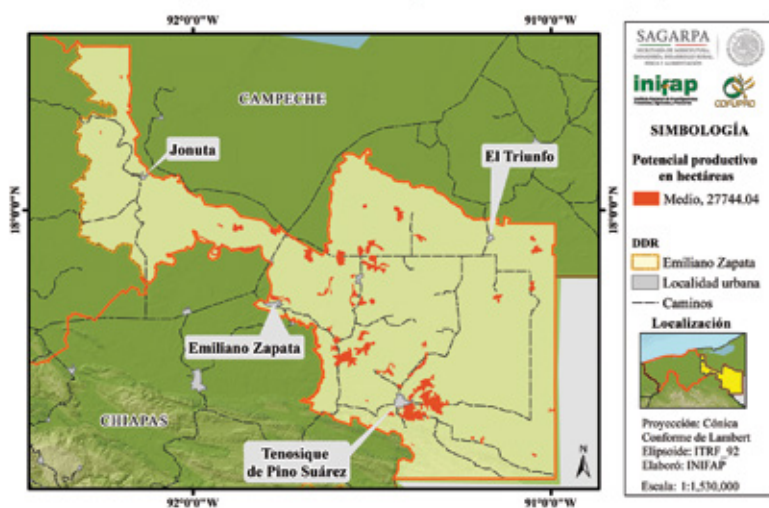 92°0'0"W
91°0'0"W
18°0'0"N
18°0'0"N
CAMPECHE
Jonuta
El Triunfo
Emiliano Zapata
CHIAPAS
Tenosique
de Pino Suárez
N
92°0'0"W
91°0'0"W
SAGARPA
inifap
COFUPRO
SIMBOLOGÍA
Potencial productivo
en hectáreas
Medio, 27744.04
DDR
Emiliano Zapata
Localidad urbana
Caminos
Localización
Proyección: Cónica
Conforme de Lambert
Elipsoide: ITRF_92
Elaboró: INIFAP
Escala: 1:1,530,000